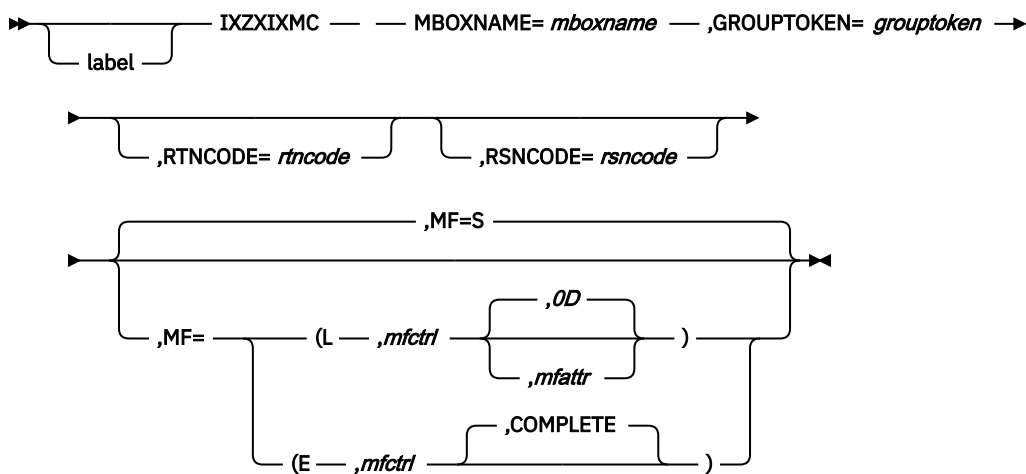 IXZXIXMC MBOXNAME= mboxname ,GROUPTOKEN= grouptoken
label
,RTNCODE= rtncode ,RSNCODE= rsncode
,MF=S
,0D
,MF= (L ,mfctrl )
,mfattr
,COMPLETE
(E ,mfctrl )